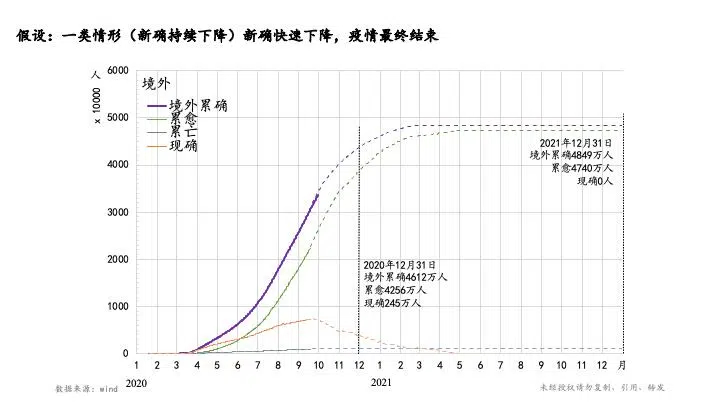 假设：一类情形（新确持续下降）新确快速下降，疫情最终结束
人
x 10000
6000
5000
4000
3000
2000
1000
0
境外
境外累确
累愈
累亡
现确
2021年12月31日
境外累确4849万人
累愈4740万人
现确0人
2020年12月31日
境外累确4612万人
累愈4256万人
现确245万人
1 2 3 4 5 6 7 8 9 10 11 12 1 2 3 4 5 6 7 8 9 10 11 12 月
2020 2021
数据来源：wind
未经授权请勿复制、引用、转发